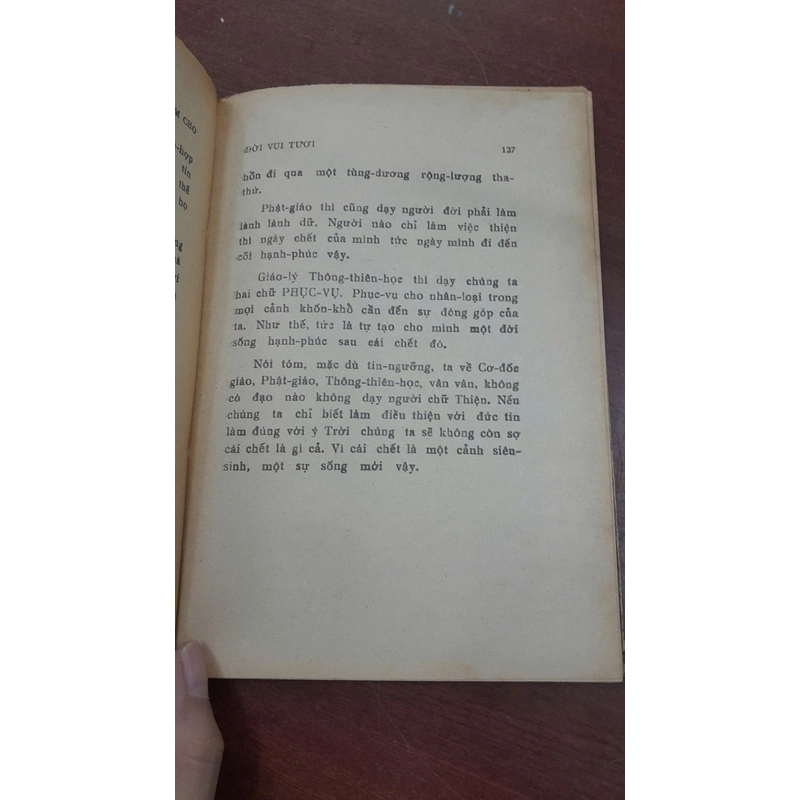 M CHO
-hợp
tin
thể
họ
ng
ĐỜI VUI TƯƠI 127
hồn đi qua một tùng-dương rộng-lượng tha-
thứ.
Phật-giáo thì cũng dạy người đời phải làm
lành lánh dữ. Người nào chỉ làm việc thiện
thì ngày chết của mình tức ngày mình đi đến
cõi hạnh-phúc vậy.
Giáo-lý Thông-thiên-học thì dạy chúng ta
hai chữ PHỤC-VỤ. Phục-vụ cho nhân-loại trong
mọi cảnh khốn-khổ cần đến sự đóng góp của
ta. Như thế, tức là tự tạo cho mình một đời
sống hạnh-phúc sau cái chết đó.
Nói tóm, mặc dù tín-ngưỡng, ta về Cơ-đốc
giáo, Phật-giáo, Thông-thiên-học, vân vân, không
có đạo nào không dạy người chữ Thiện. Nếu
chúng ta chỉ biết làm điều thiện với đức tin
làm đúng với ý Trời chúng ta sẽ không còn sợ
cái chết là gì cả. Vì cái chết là một cảnh siêu-
sinh, một sự sống mới vậy.